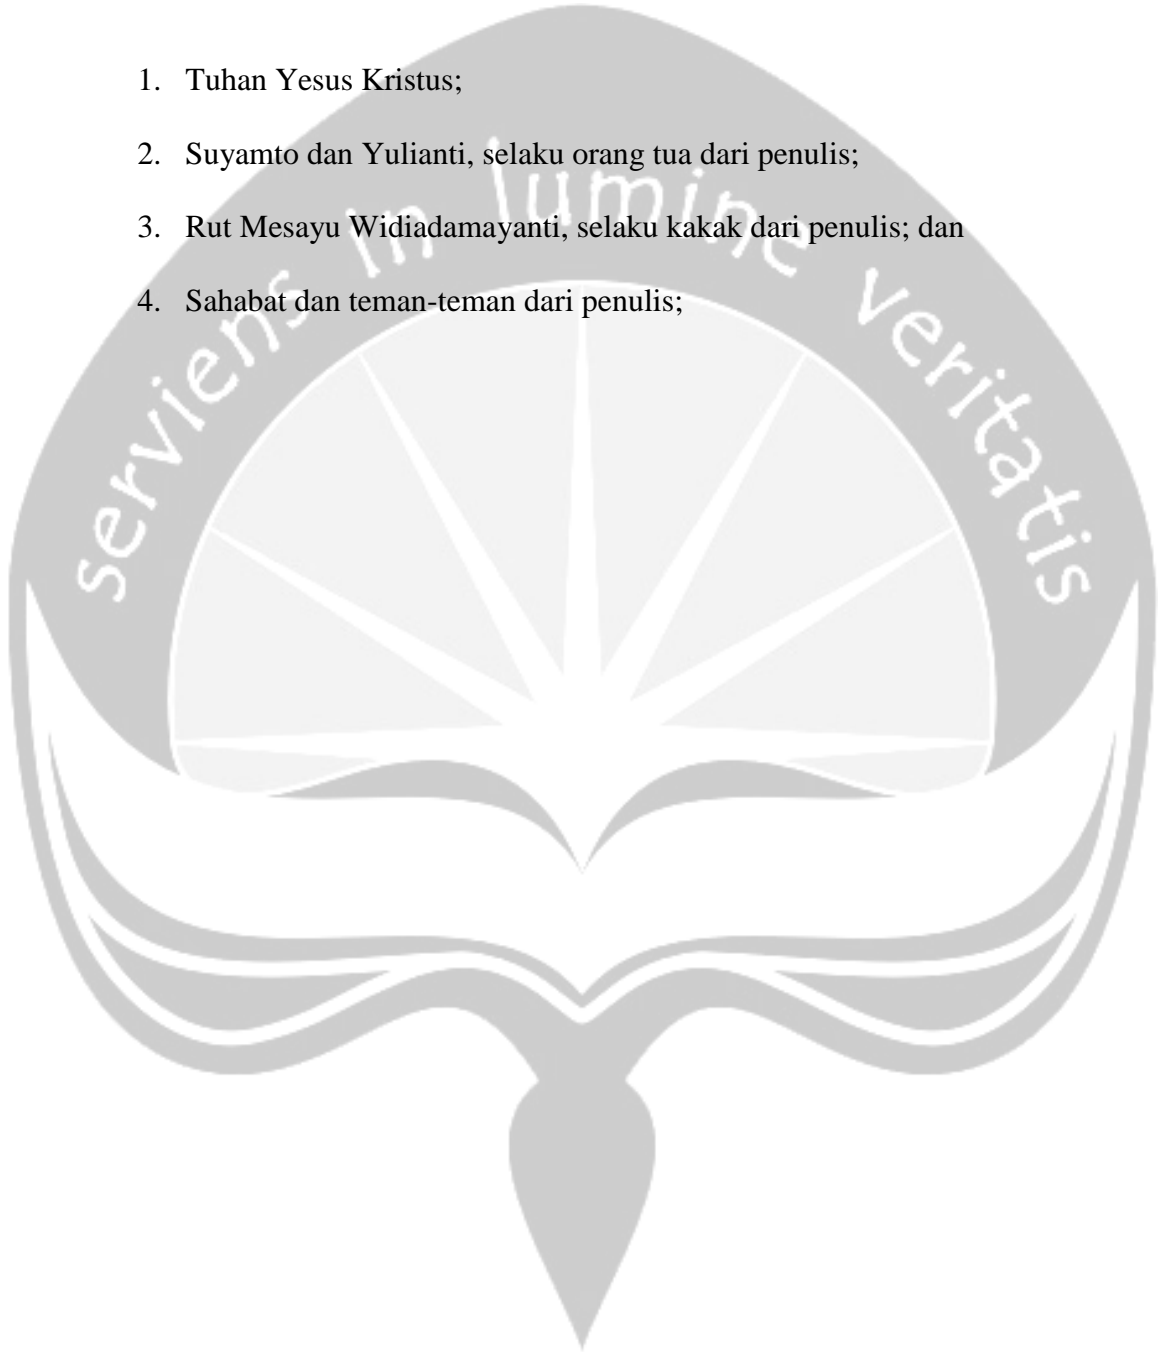 1. Tuhan Yesus Kristus;
2. Suyamto dan Yulianti, selaku orang tua dari penulis;
3. Rut Mesayu Widiadamayanti, selaku kakak dari penulis; dan
4. Sahabat dan teman-teman dari penulis;
serviens in lumine veritatis